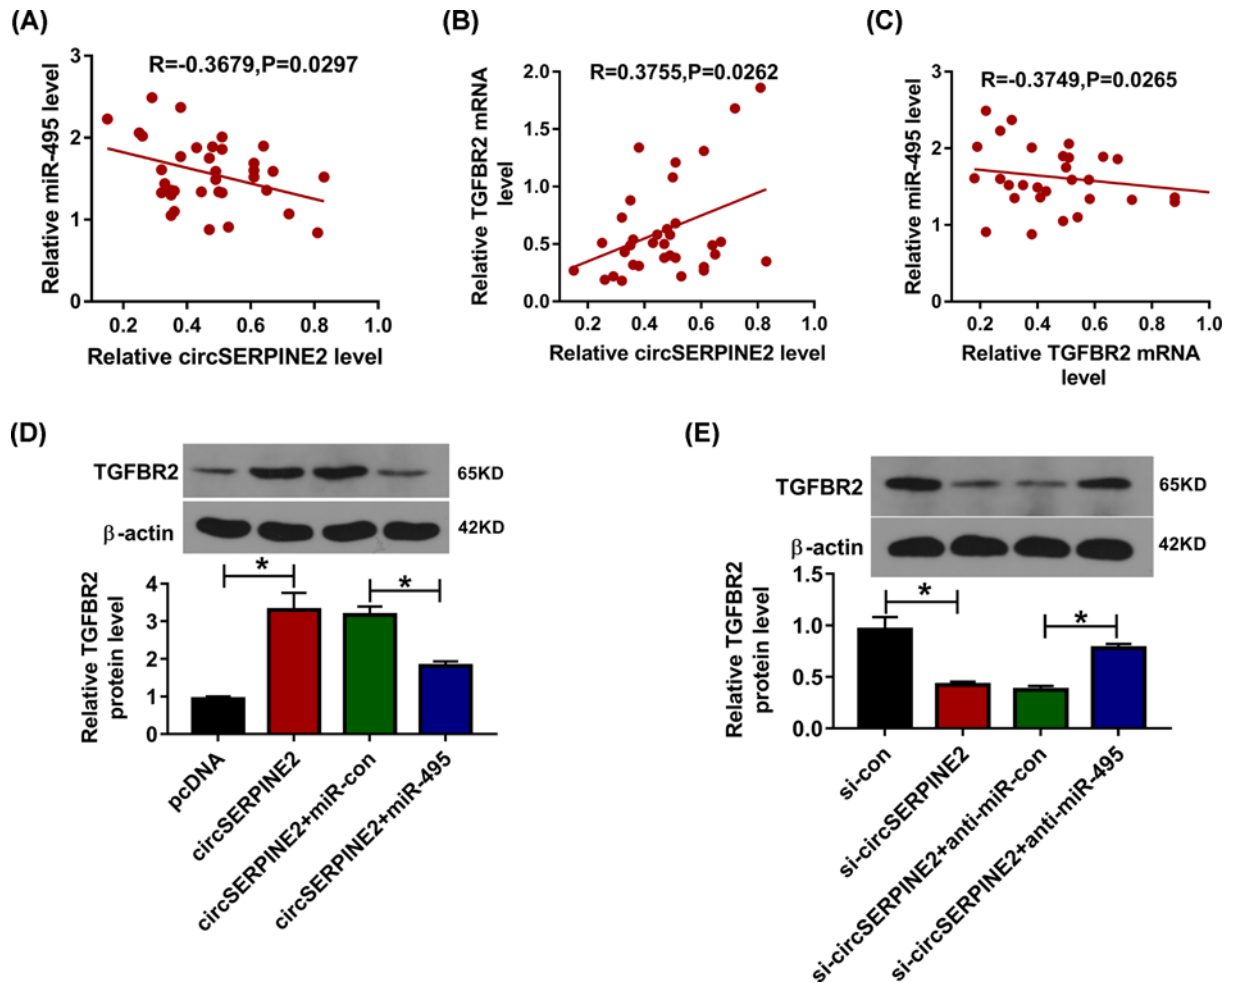 (A)
R=-0.3679,P=0.0297
Relative miR-495 level
3
2
1
0
0.2 0.4 0.6 0.8 1.0
Relative circSERPINE2 level
(B)
R=0.3755,P=0.0262
Relative TGFBR2 mRNA
level
2.0
1.5
1.0
0.5
0.0
0.2 0.4 0.6 0.8 1.0
Relative circSERPINE2 level
(C)
R=-0.3749,P=0.0265
Relative miR-495 level
3
2
1
0
0.2 0.4 0.6 0.8 1.0
Relative TGFBR2 mRNA
level
(D)
TGFBR2 65KD
β-actin 42KD
Relative TGFBR2
protein level
4
3
2
1
0
* *
pcDNA
circSERPINE2
circSERPINE2+miR-con
circSERPINE2+miR-495
(E)
TGFBR2 65KD
β-actin 42KD
Relative TGFBR2
protein level
1.5
1.0
0.5
0.0
* *
si-con
si-circSERPINE2
si-circSERPINE2+anti-miR-con
si-circSERPINE2+anti-miR-495